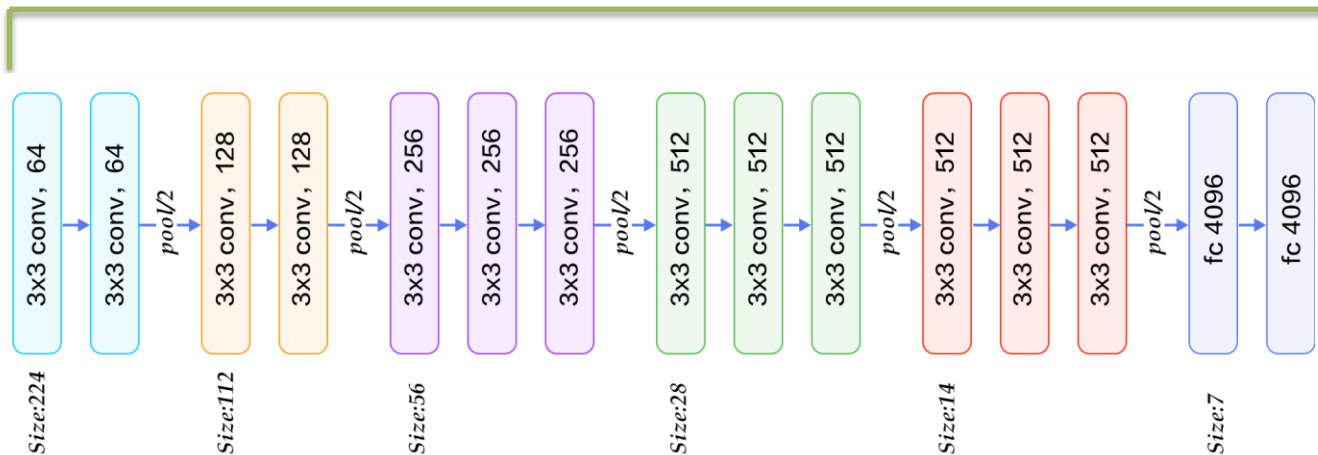 3x3 conv, 64
3x3 conv, 64
pool/2
3x3 conv, 128
3x3 conv, 128
pool/2
3x3 conv, 256
3x3 conv, 256
3x3 conv, 256
pool/2
3x3 conv, 512
3x3 conv, 512
3x3 conv, 512
pool/2
3x3 conv, 512
3x3 conv, 512
3x3 conv, 512
pool/2
fc 4096
fc 4096
Size:224
Size:112
Size:56
Size:28
Size:14
Size:7